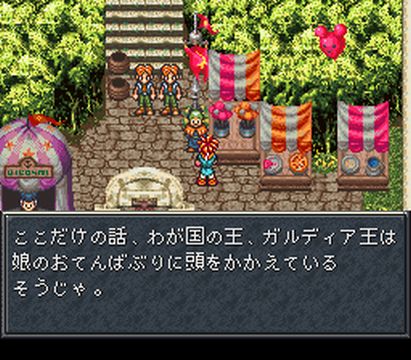 ここだけの話、わが国の王、ガルディア王は
娘のおてんばぶりに頭をかかえている
そうじゃ。